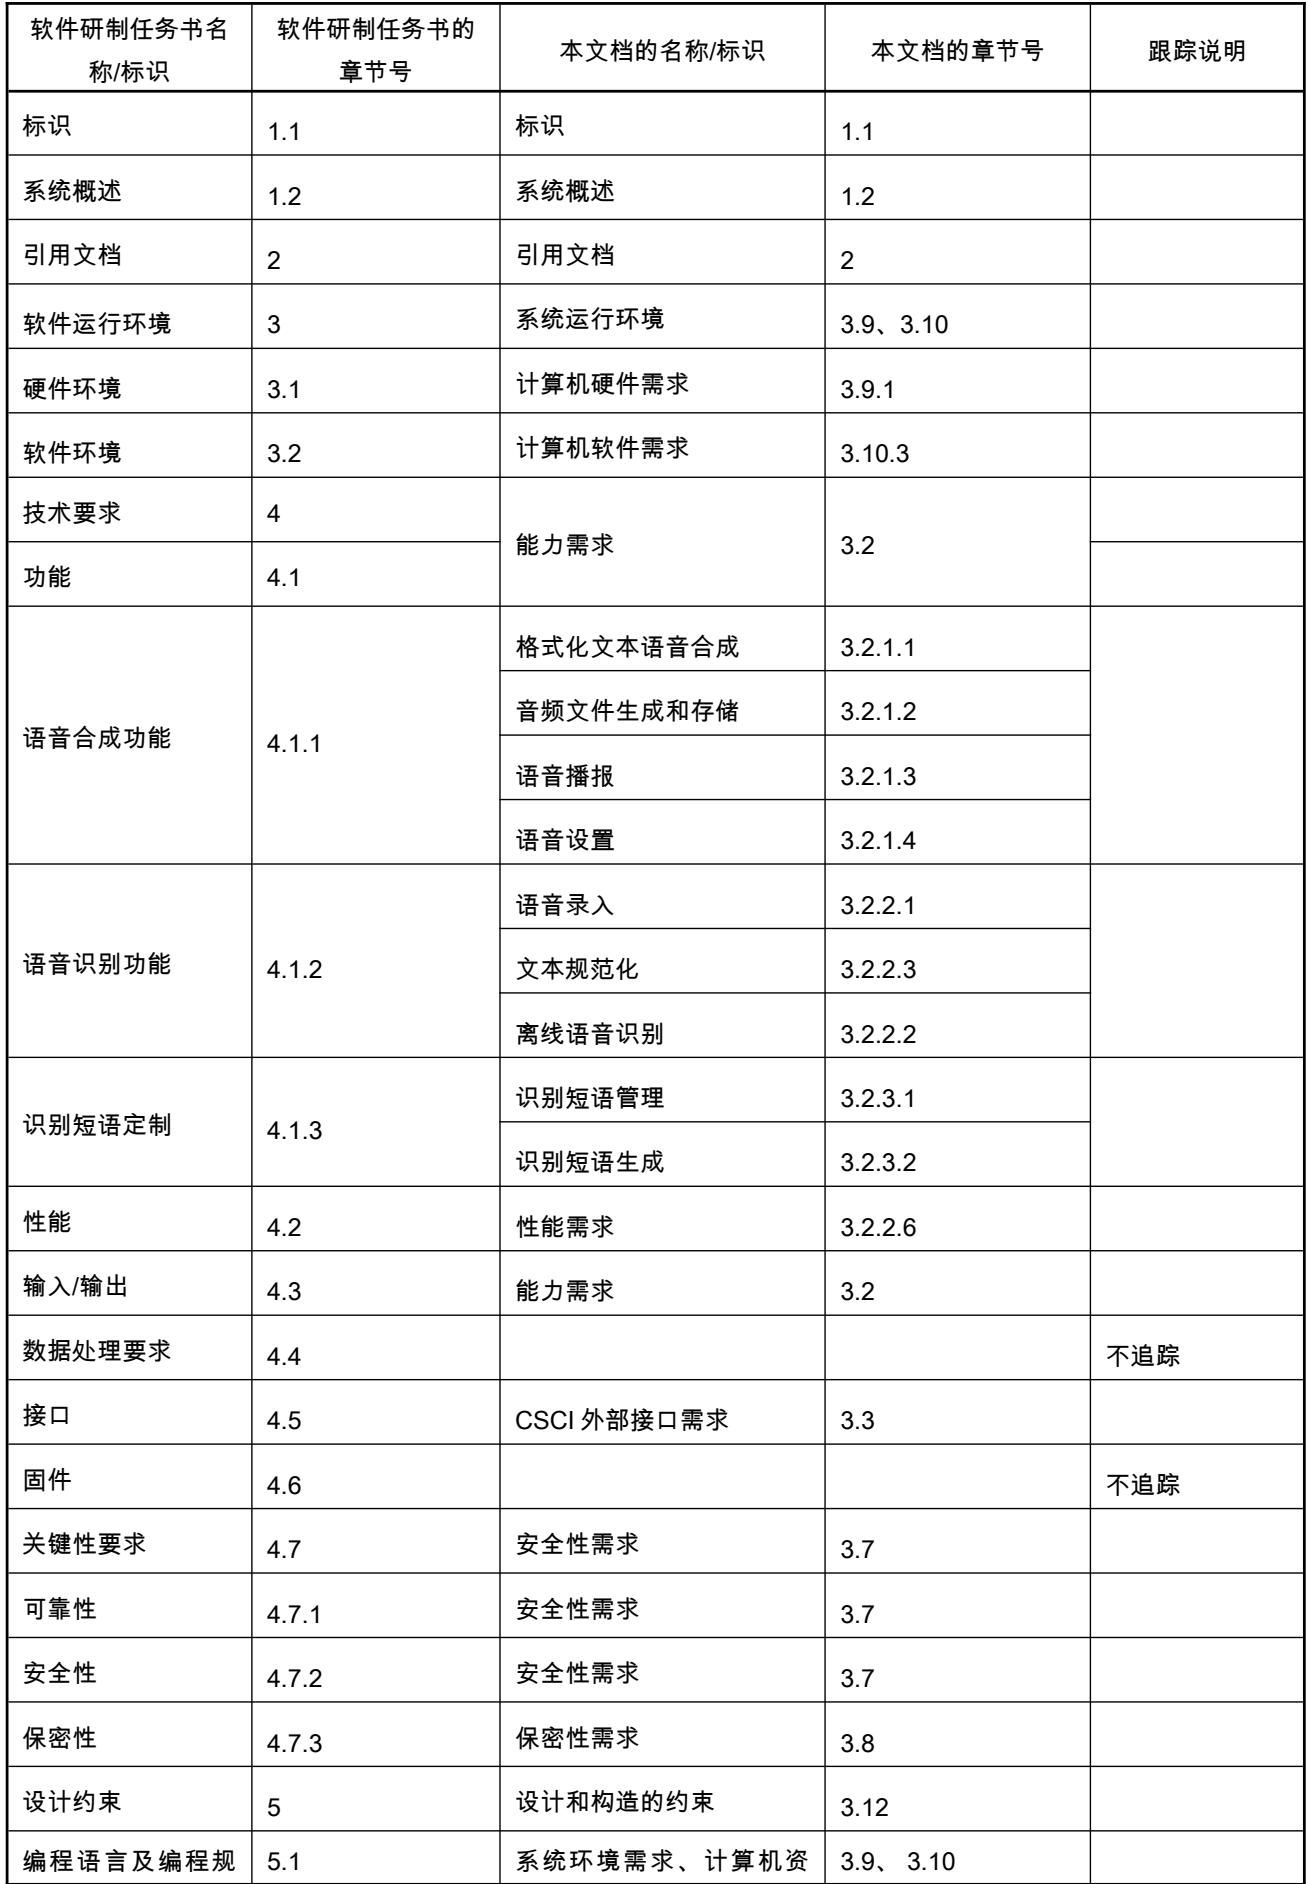 软件研制任务书名称/标识 软件研制任务书的章节号 本文档的名称/标识 本文档的章节号 跟踪说明
标识 1.1 标识 1.1
系统概述 1.2 系统概述 1.2
引用文档 2 引用文档 2
软件运行环境 3 系统运行环境 3.9、3.10
硬件环境 3.1 计算机硬件需求 3.9.1
软件环境 3.2 计算机软件需求 3.10.3
技术要求 4 能力需求 3.2
功能 4.1
语音合成功能 4.1.1 格式化文本语音合成 3.2.1.1
音频文件生成和存储 3.2.1.2
语音播报 3.2.1.3
语音设置 3.2.1.4
语音识别功能 4.1.2 语音录入 3.2.2.1
文本规范化 3.2.2.3
离线语音识别 3.2.2.2
识别短语定制 4.1.3 识别短语管理 3.2.3.1
识别短语生成 3.2.3.2
性能 4.2 性能需求 3.2.2.6
输入/输出 4.3 能力需求 3.2
数据处理要求 4.4 不追踪
接口 4.5 CSCI 外部接口需求 3.3
固件 4.6 不追踪
关键性要求 4.7 安全性需求 3.7
可靠性 4.7.1 安全性需求 3.7
安全性 4.7.2 安全性需求 3.7
保密性 4.7.3 保密性需求 3.8
设计约束 5 设计和构造的约束 3.12
编程语言及编程规 5.1 系统环境需求、计算机资 3.9、 3.10